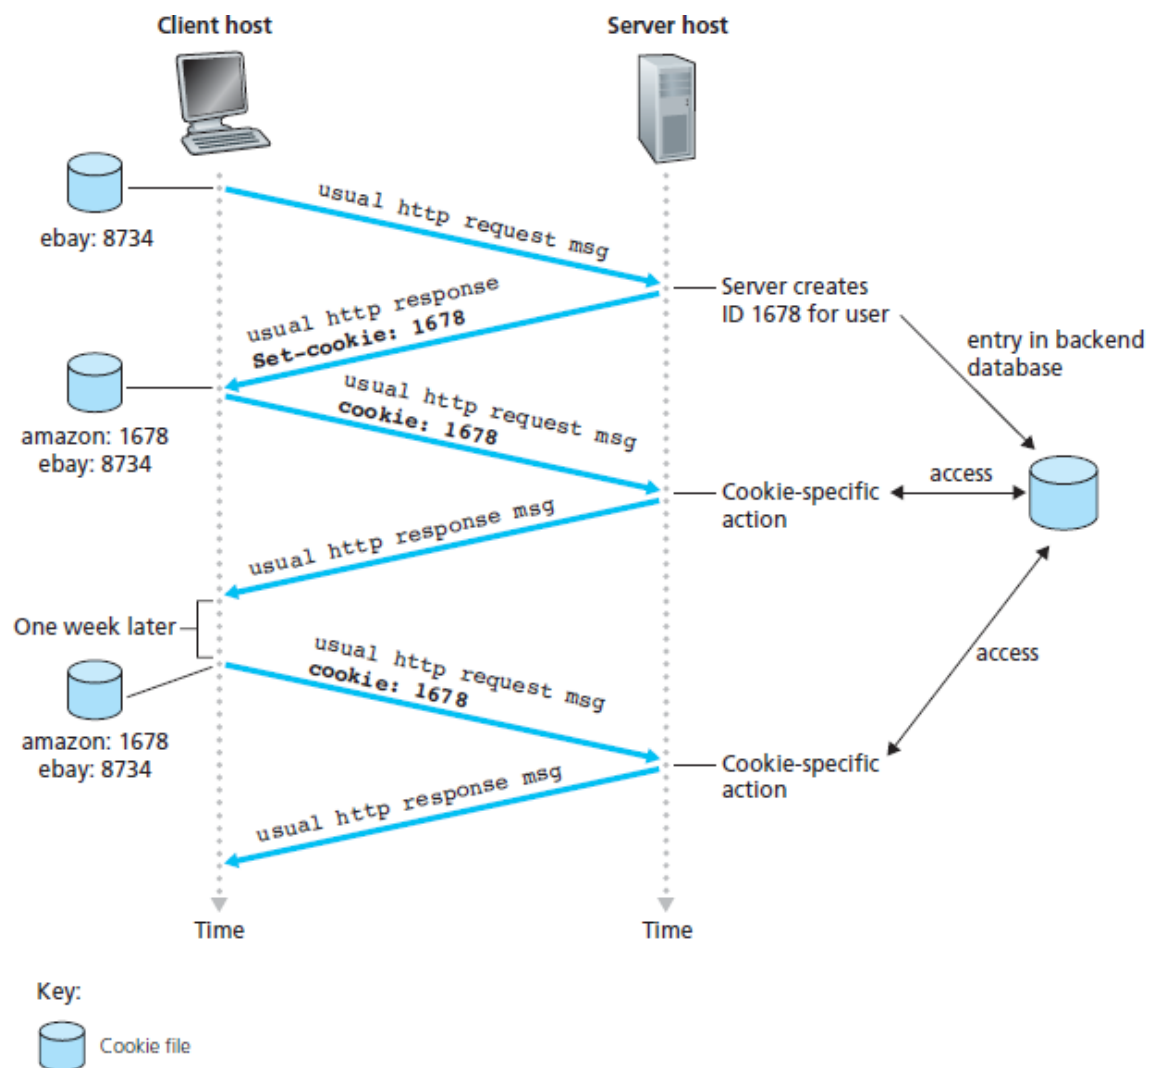 Client host
Server host
usual http request msg
ebay: 8734
Server creates
ID 1678 for user
usual http response
Set-cookie: 1678
entry in backend
database
usual http request msg
cookie: 1678
amazon: 1678
ebay: 8734
access
Cookie-specific
action
usual http response msg
One week later
usual http request msg
cookie: 1678
access
amazon: 1678
ebay: 8734
Cookie-specific
action
usual http response msg
Time
Time
Key:
Cookie file